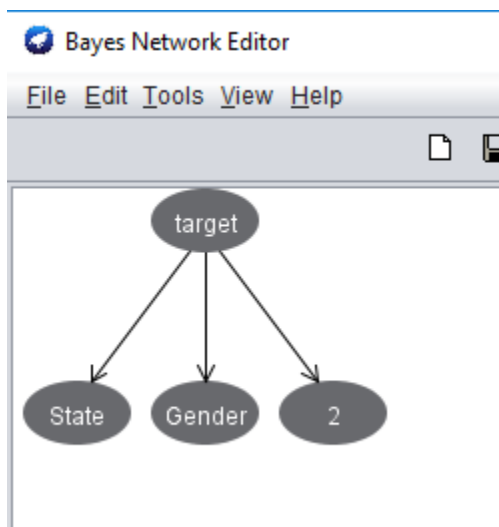 Bayes Network Editor
File Edit Tools View Help
target
State Gender 2